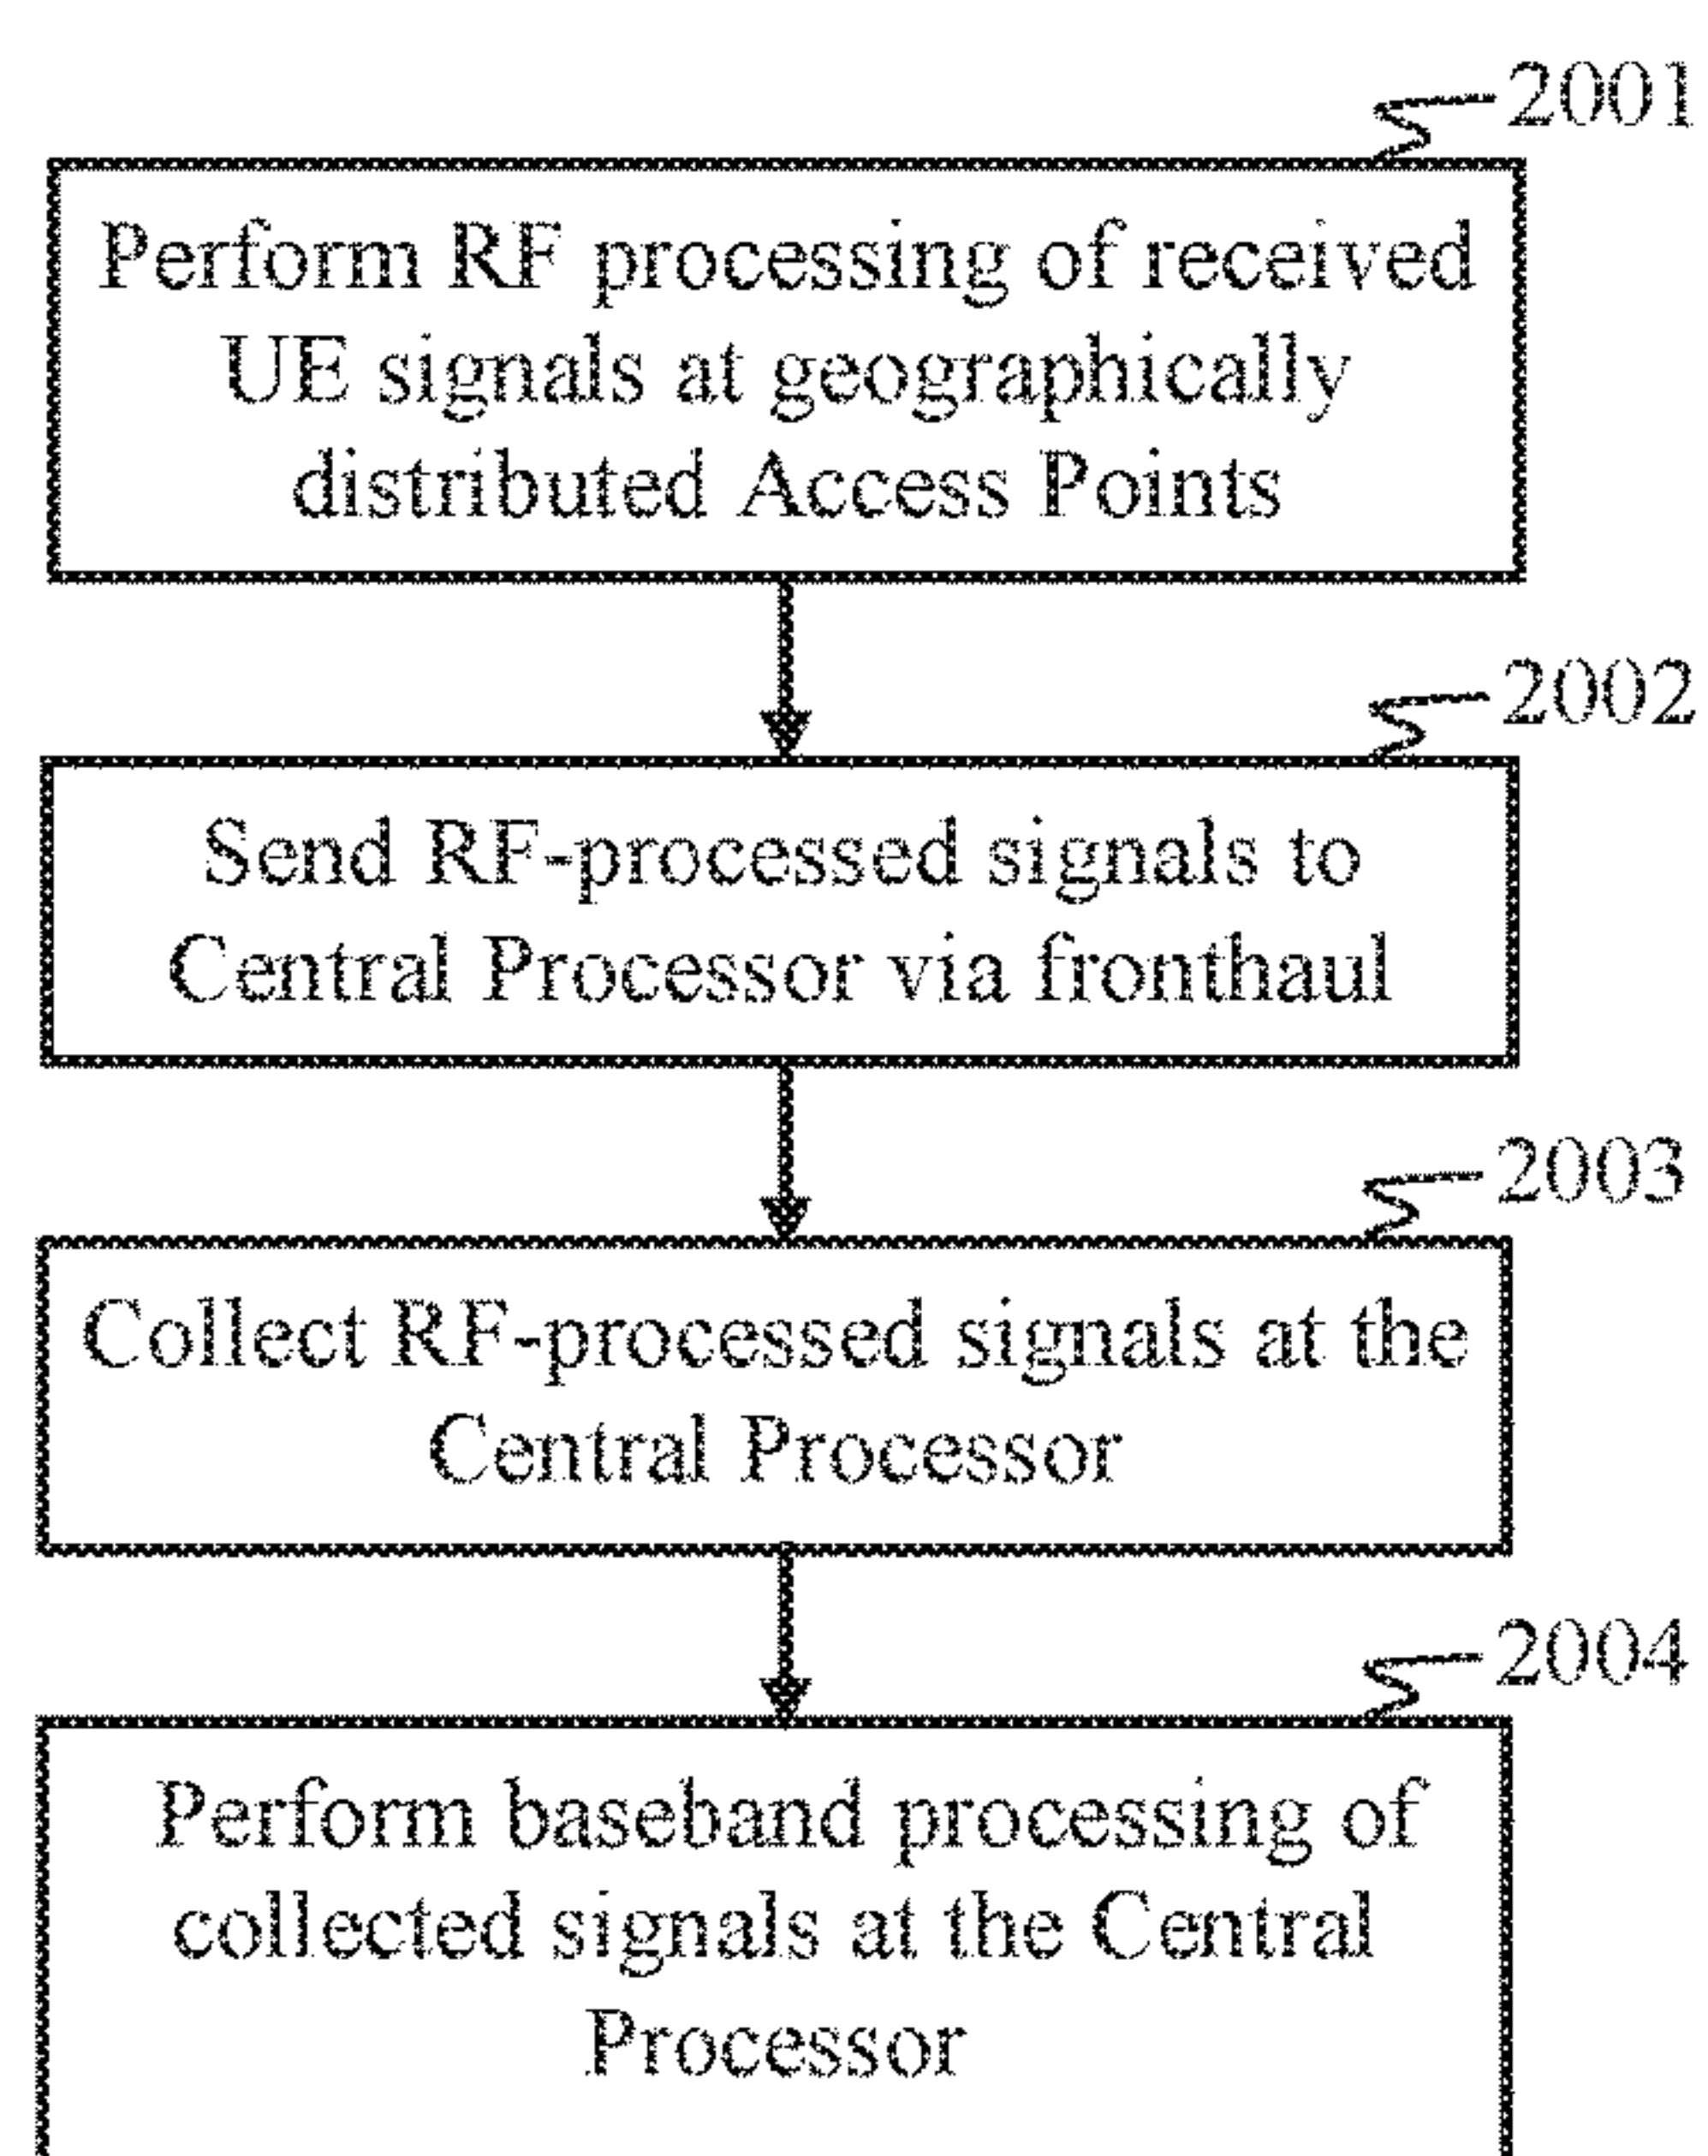 2001
Perform RF processing of received
UE signals at geographically
distributed Access Points
2002
Send RF-processed signals to
Central Processor via fronthaul
2003
Collect RF-processed signals at the
Central Processor
2004
Perform baseband processing of
collected signals at the Central
Processor